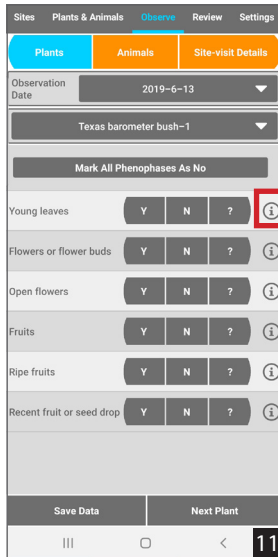 Sites Plants & Animals Observe Review Settings
Plants Animals Site-visit Details
Observation Date 2019-6-13
Texas barometer bush-1
Mark All Phenophases As No
Young leaves Y N ? i
Flowers or flower buds Y N ? i
Open flowers Y N ? i
Fruits Y N ? i
Ripe fruits Y N ? i
Recent fruit or seed drop Y N ? i
Save Data Next Plant
11